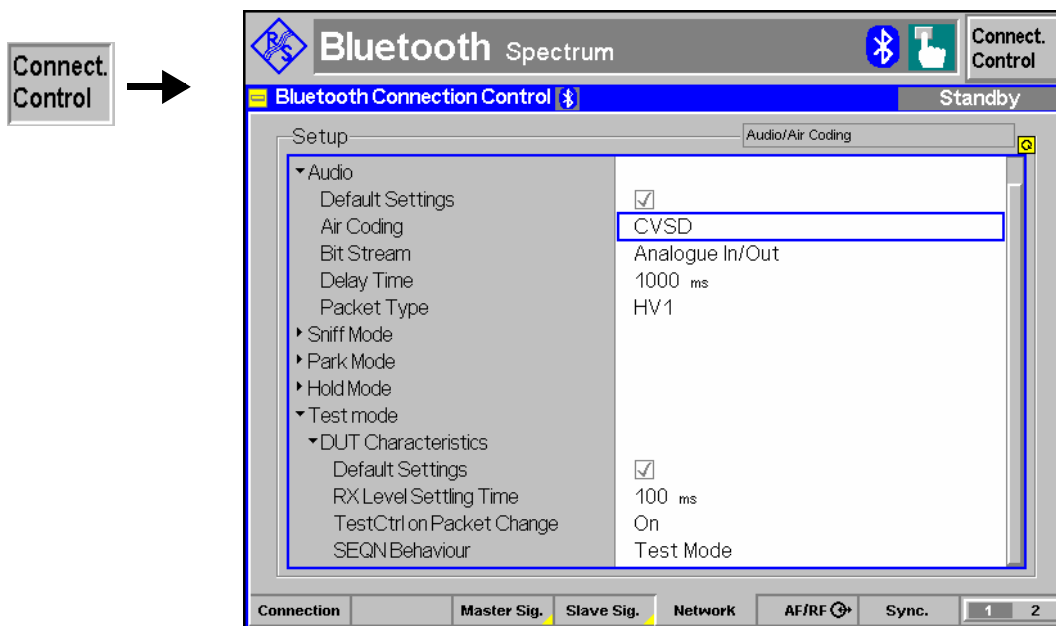 Connect.
Control
R S
Bluetooth Spectrum
Connect.
Control
Bluetooth Connection Control
Standby
Setup
Audio/Air Coding
Audio
Default Settings
Air Coding CVSD
Bit Stream Analogue In/Out
Delay Time 1000 ms
Packet Type HV1
Sniff Mode
Park Mode
Hold Mode
Test mode
DUT Characteristics
Default Settings
RX Level Settling Time 100 ms
TestCtrl on Packet Change On
SEQN Behaviour Test Mode
Connection Master Sig. Slave Sig. Network AF/RF Sync. 1 2